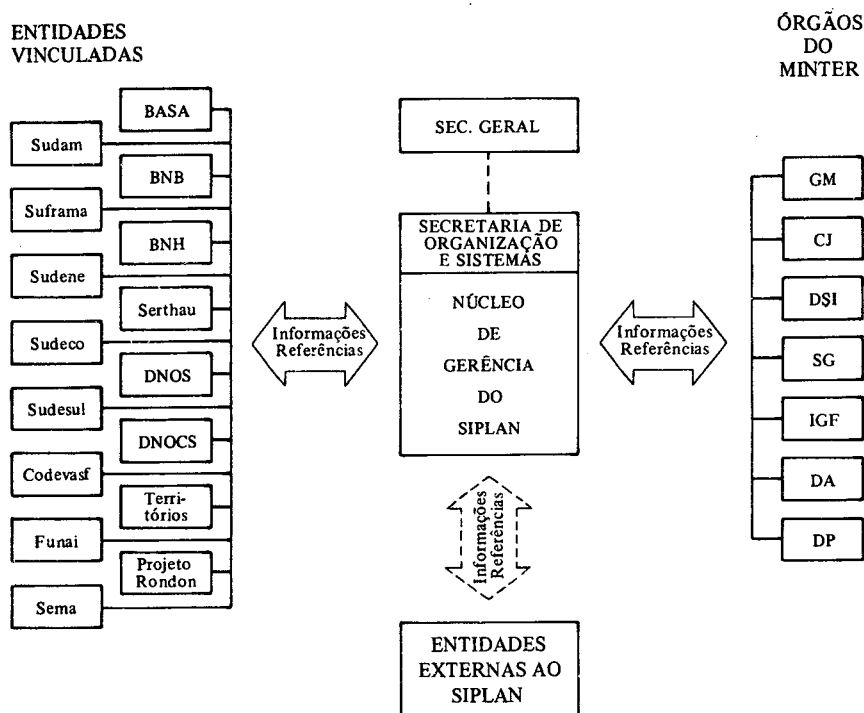 ENTIDADES
VINCULADAS
BASA
Sudam
BNB
Suframa
BNH
Sudene
Serthau
Sudeco
DNOS
Sudesul
DNOCS
Codevasf
Terri-
tórios
Funai
Projeto
Rondon
Sema
Informações
Referências
SEC. GERAL
SECRETARIA DE
ORGANIZAÇÃO
E SISTEMAS
NÚCLEO
DE
GERÊNCIA
DO
SIPLAN
Informações
Referências
ENTIDADES
EXTERNAS AO
SIPLAN
Informações
Referências
ÓRGÃOS
DO
MINTER
GM
CJ
DSI
SG
IGF
DA
DP